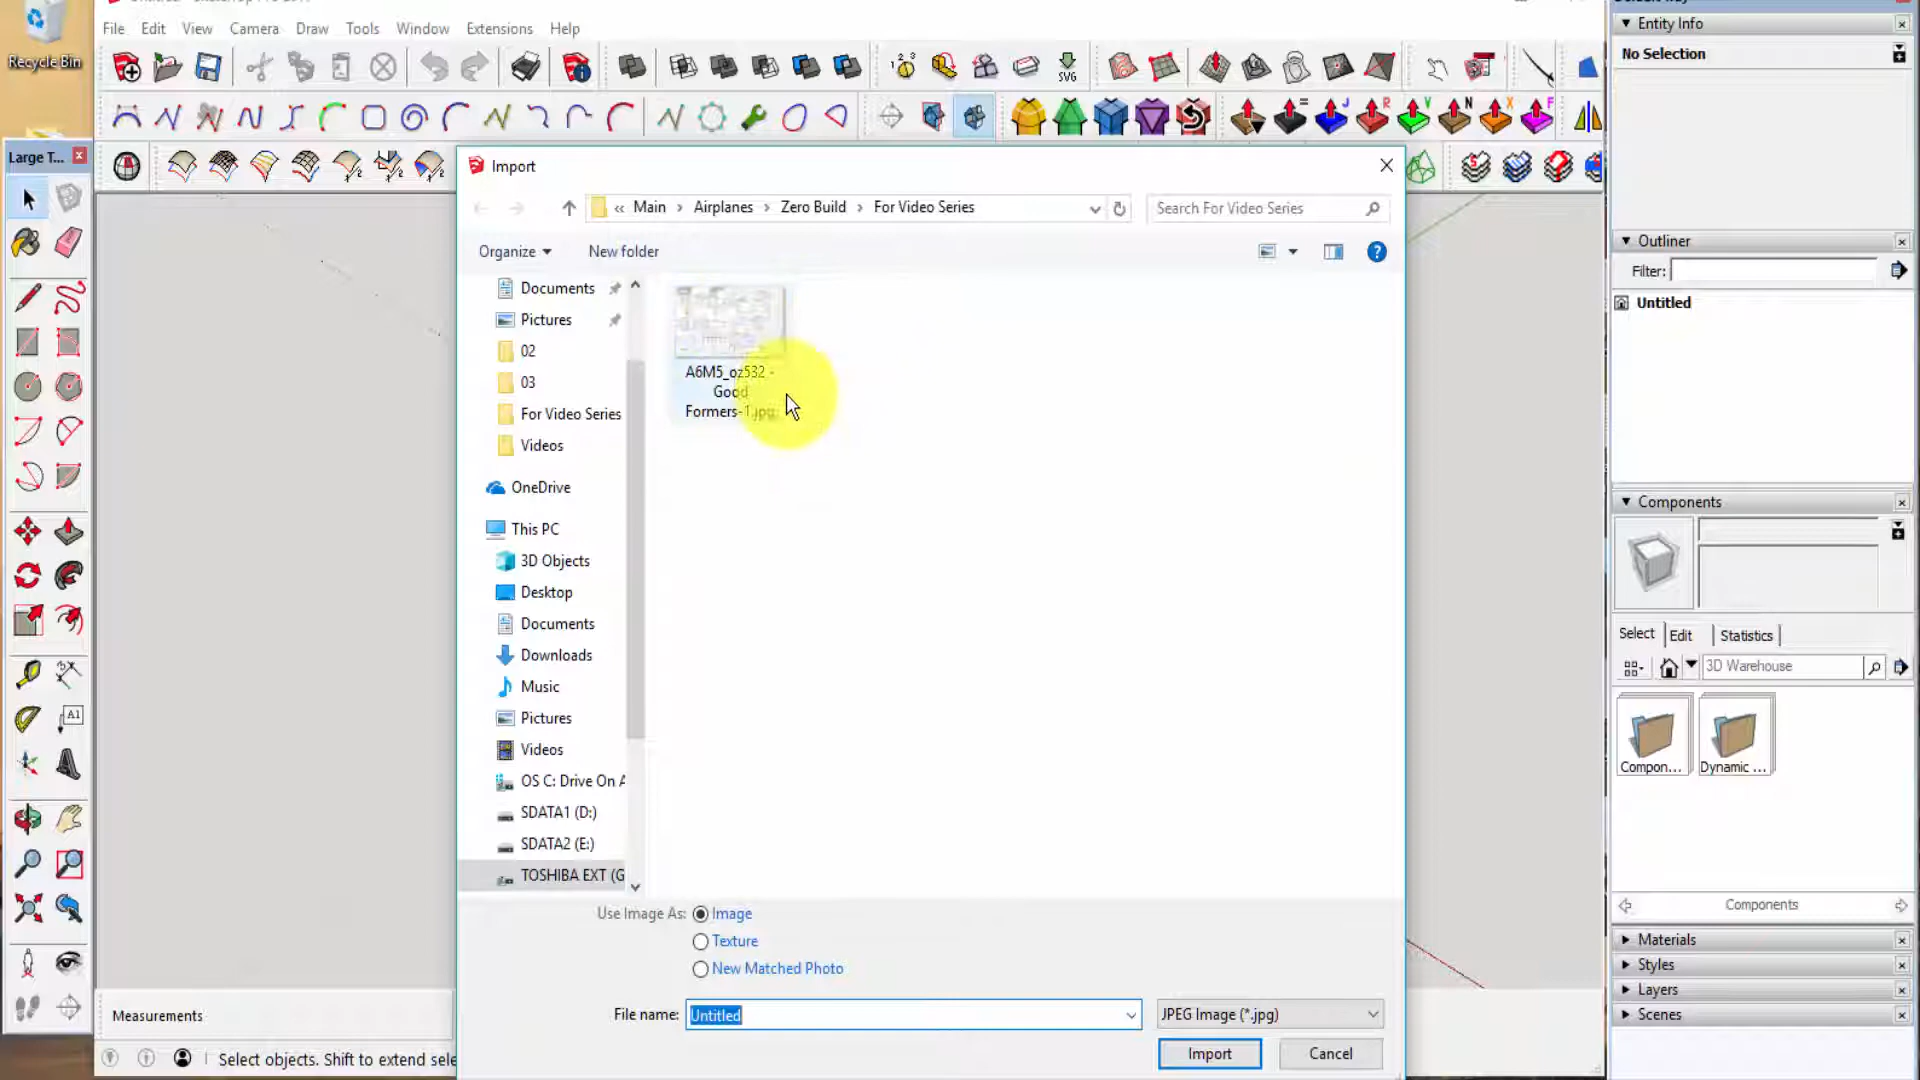 Recycle Bin
File Edit View Camera Draw Tools Window Extensions Help
SVG
Large T...
A1
Measurements
Select objects. Shift to extend sele
Import
« Main › Airplanes › Zero Build › For Video Series
Search For Video Series
Organize
New folder
Documents
Pictures
02
03
For Video Series
Videos
OneDrive
This PC
3D Objects
Desktop
Documents
Downloads
Music
Pictures
Videos
OS C: Drive On A
SDATA1 (D:)
SDATA2 (E:)
TOSHIBA EXT (G
A6M5_oz532 -
Good
Formers-1.jpg
Use Image As:
Image
Texture
New Matched Photo
File name: Untitled
JPEG Image (*.jpg)
Import
Cancel
Entity Info
No Selection
Outliner
Filter:
Untitled
Components
Select
Edit
Statistics
3D Warehouse
Compon...
Dynamic ...
Components
Materials
Styles
Layers
Scenes